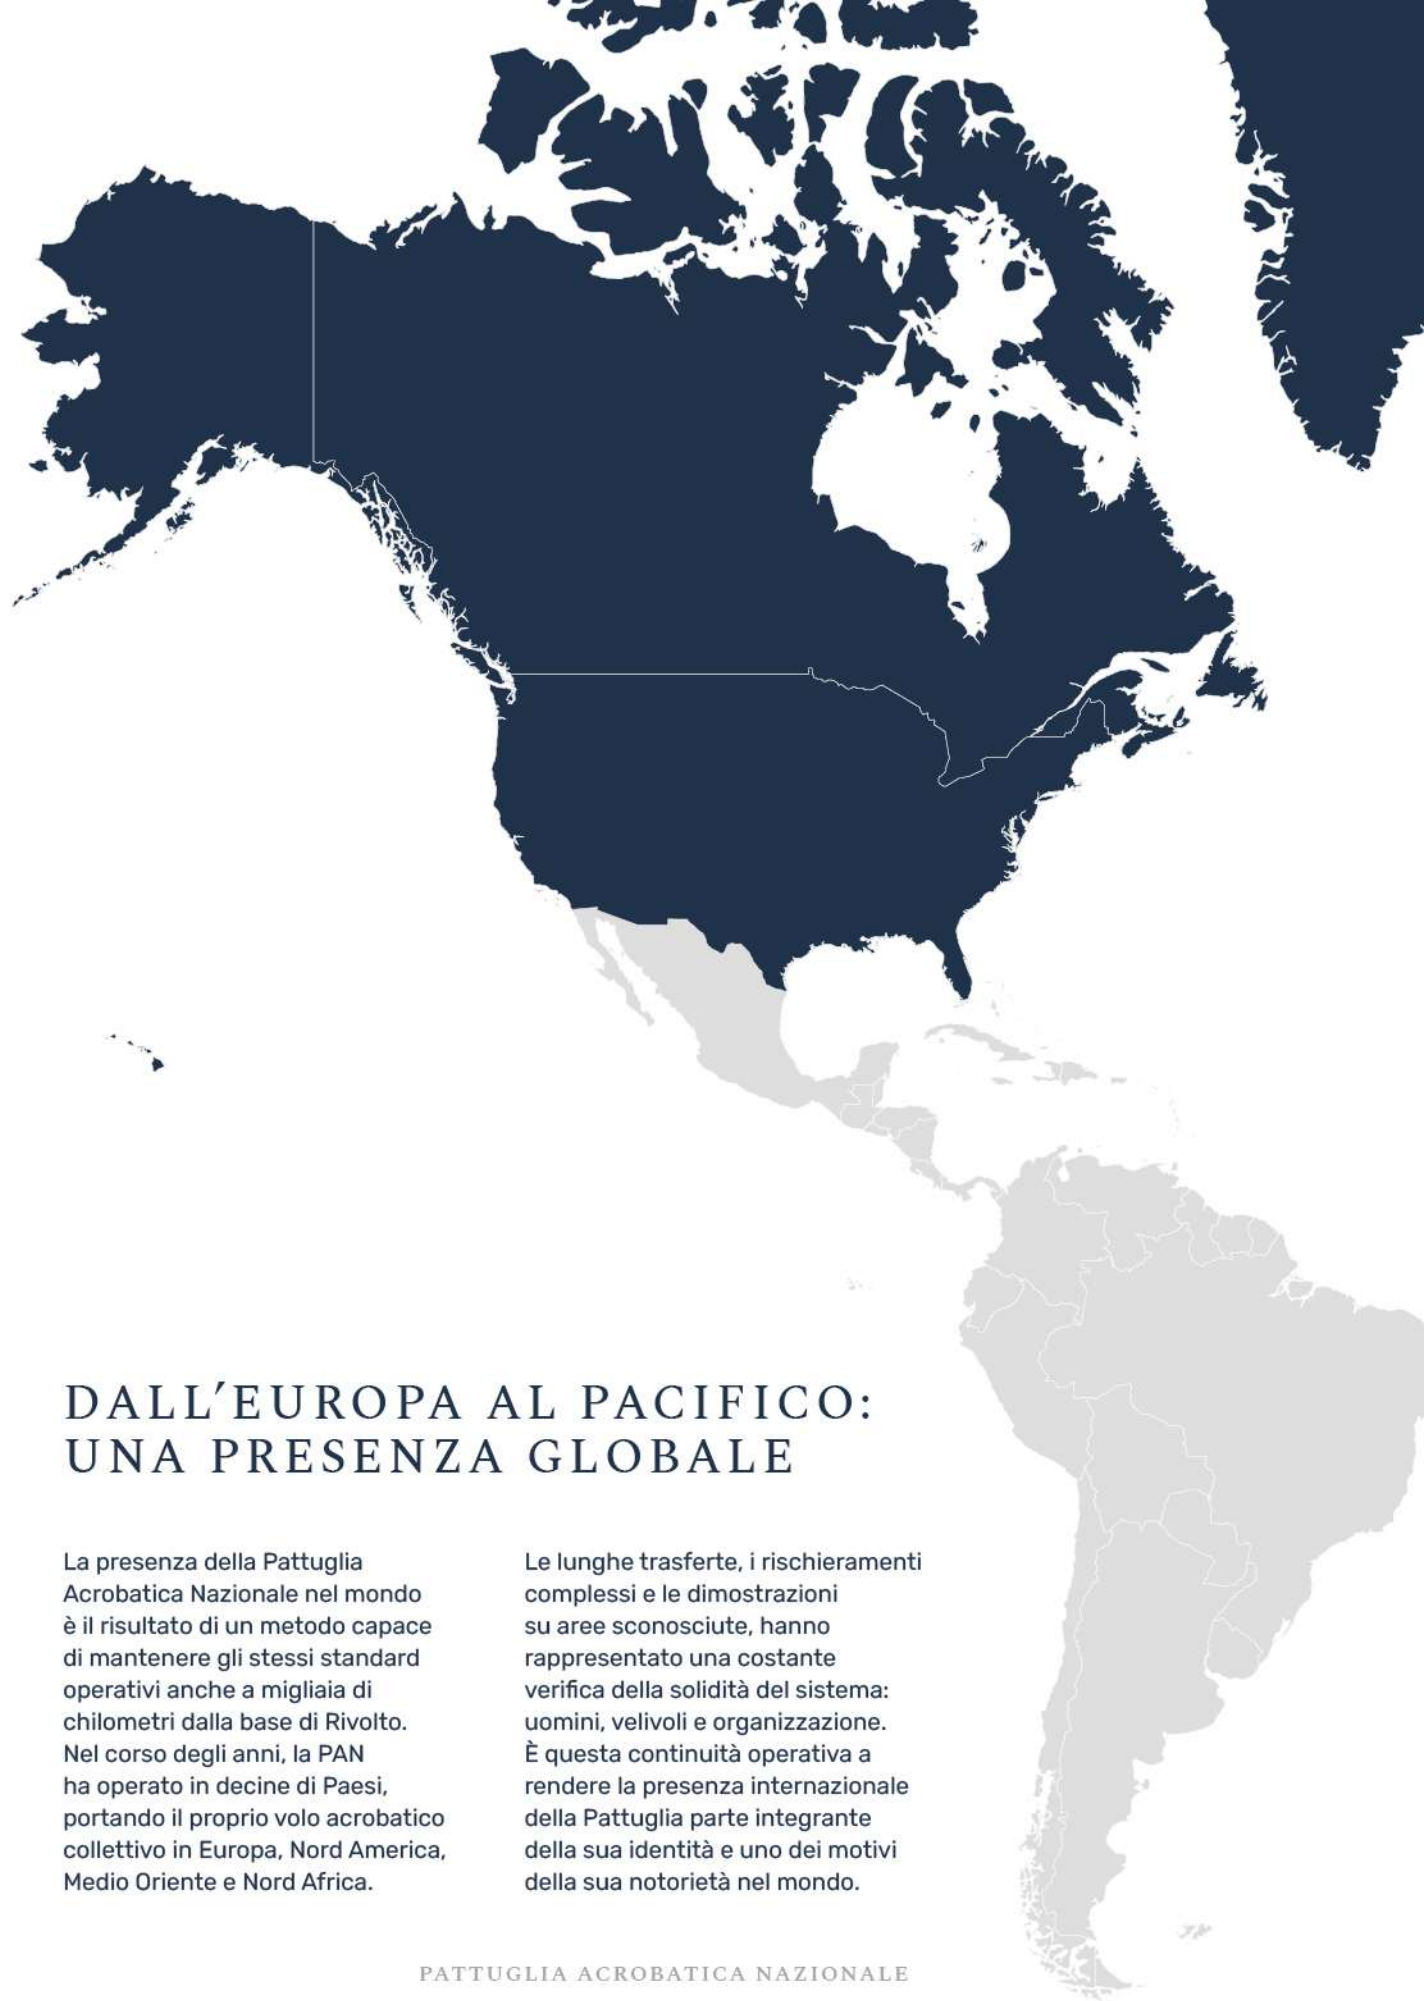 DALL'EUROPA AL PACIFICO:
UNA PRESENZA GLOBALE
La presenza della Pattuglia
Acrobatica Nazionale nel mondo
è il risultato di un metodo capace
di mantenere gli stessi standard
operativi anche a migliaia di
chilometri dalla base di Rivolto.
Nel corso degli anni, la PAN
ha operato in decine di Paesi,
portando il proprio volo acrobatico
collettivo in Europa, Nord America,
Medio Oriente e Nord Africa.
Le lunghe trasferte, i rischieramenti
complessi e le dimostrazioni
su aree sconosciute, hanno
rappresentato una costante
verifica della solidità del sistema:
uomini, velivoli e organizzazione.
È questa continuità operativa a
rendere la presenza internazionale
della Pattuglia parte integrante
della sua identità e uno dei motivi
della sua notorietà nel mondo.
PATTUGLIA ACROBATICA NAZIONALE